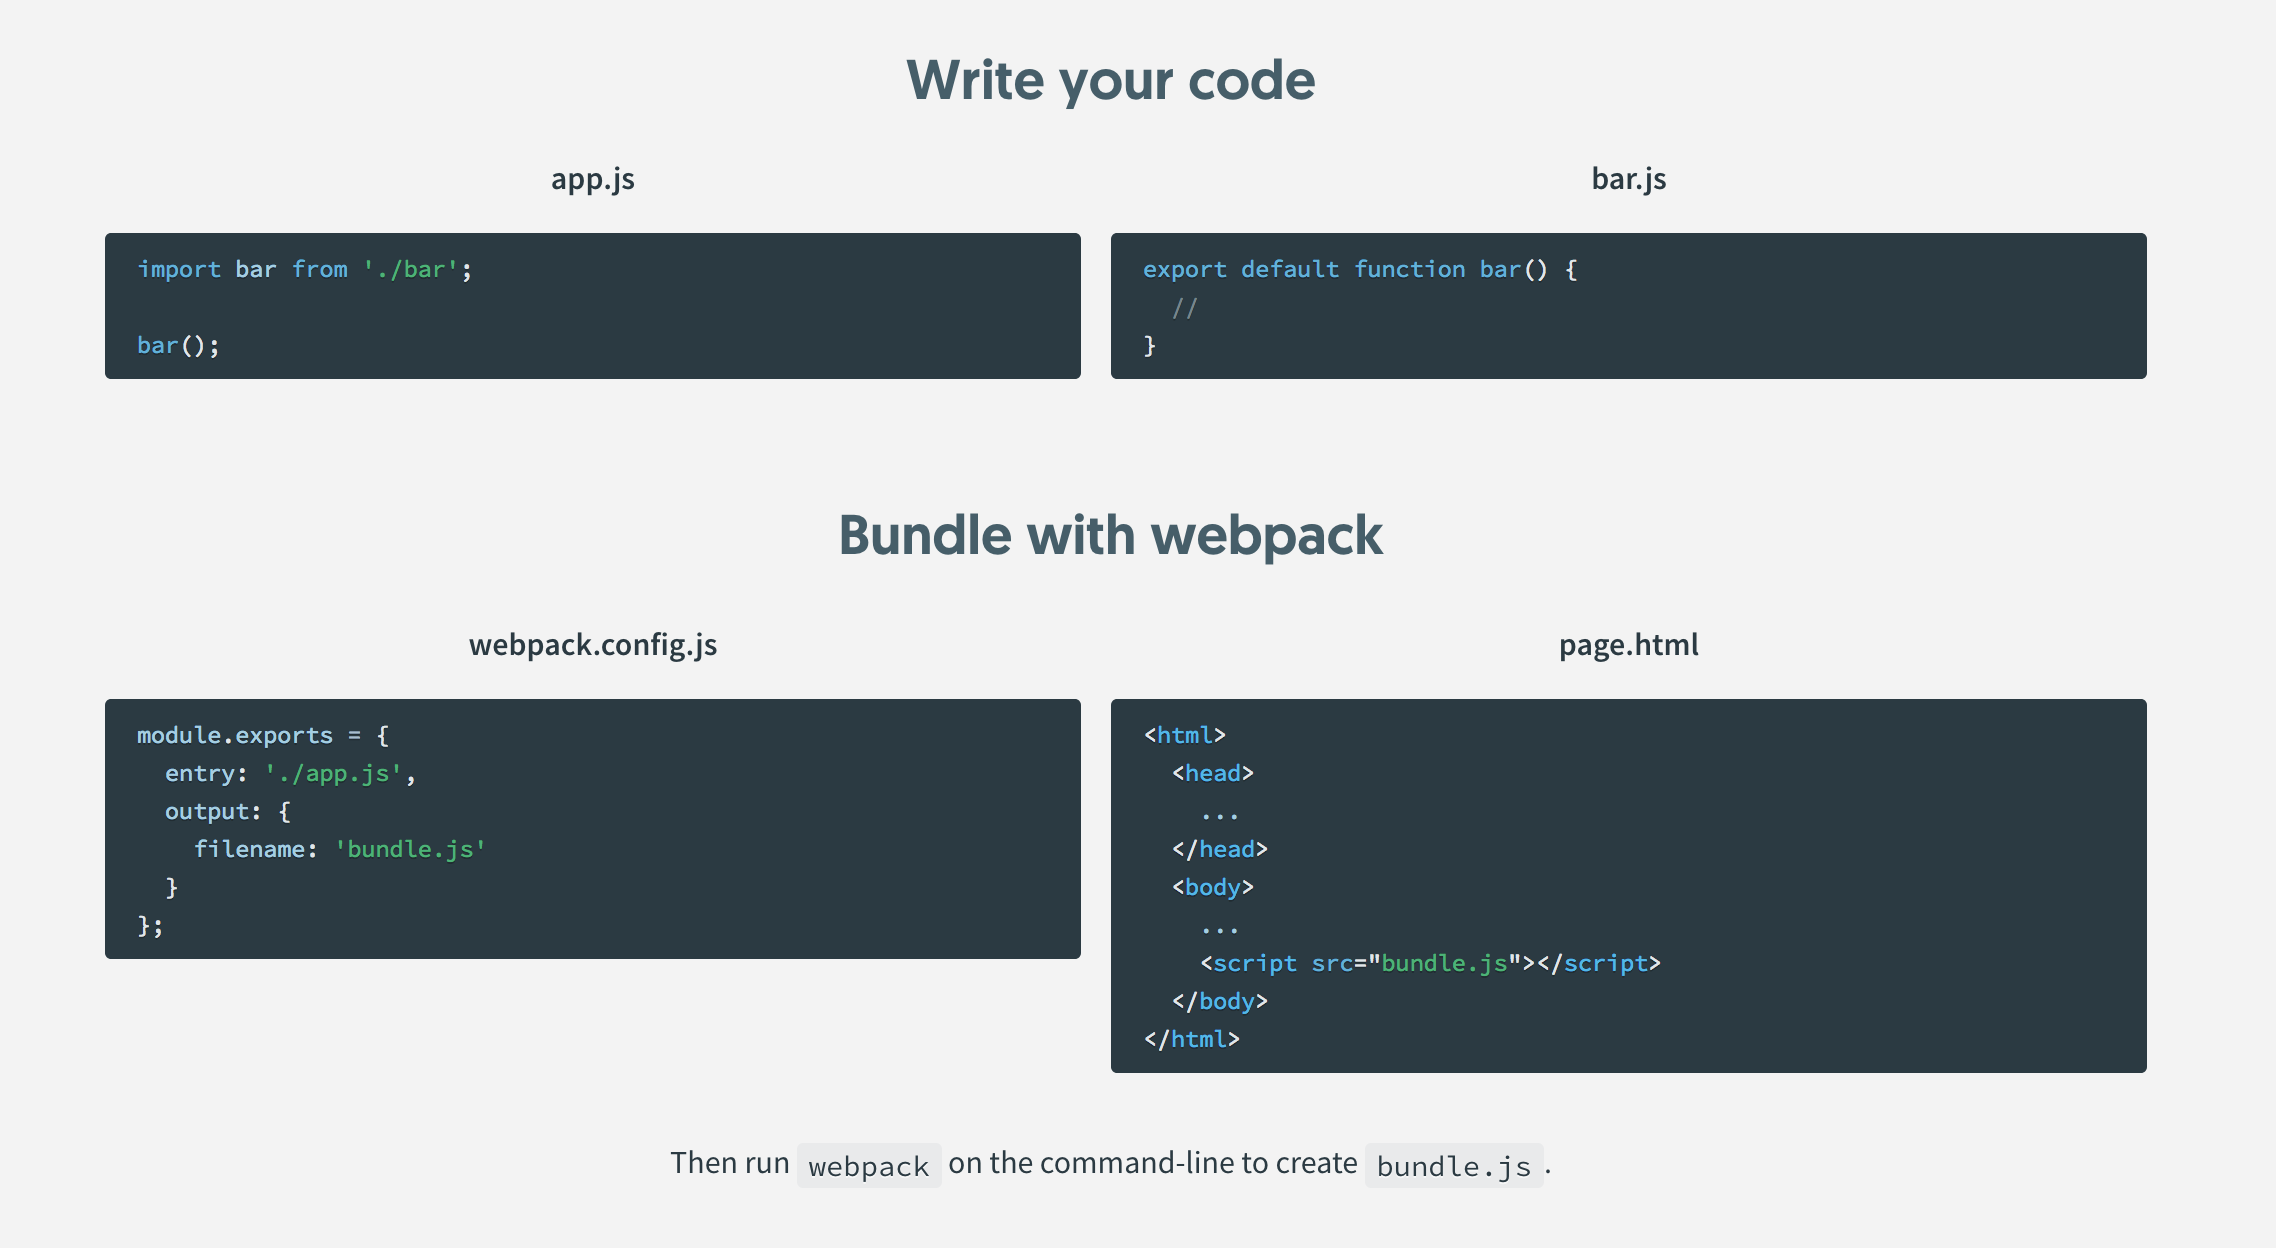 Write your code
app.js
import bar from './bar';

bar();
bar.js
export default function bar() {
  //
}
Bundle with webpack
webpack.config.js
module.exports = {
  entry: './app.js',
  output: {
    filename: 'bundle.js'
  }
};
page.html
<html>
  <head>
    ...
  </head>
  <body>
    ...
    <script src="bundle.js"></script>
  </body>
</html>
Then run webpack on the command-line to create bundle.js.